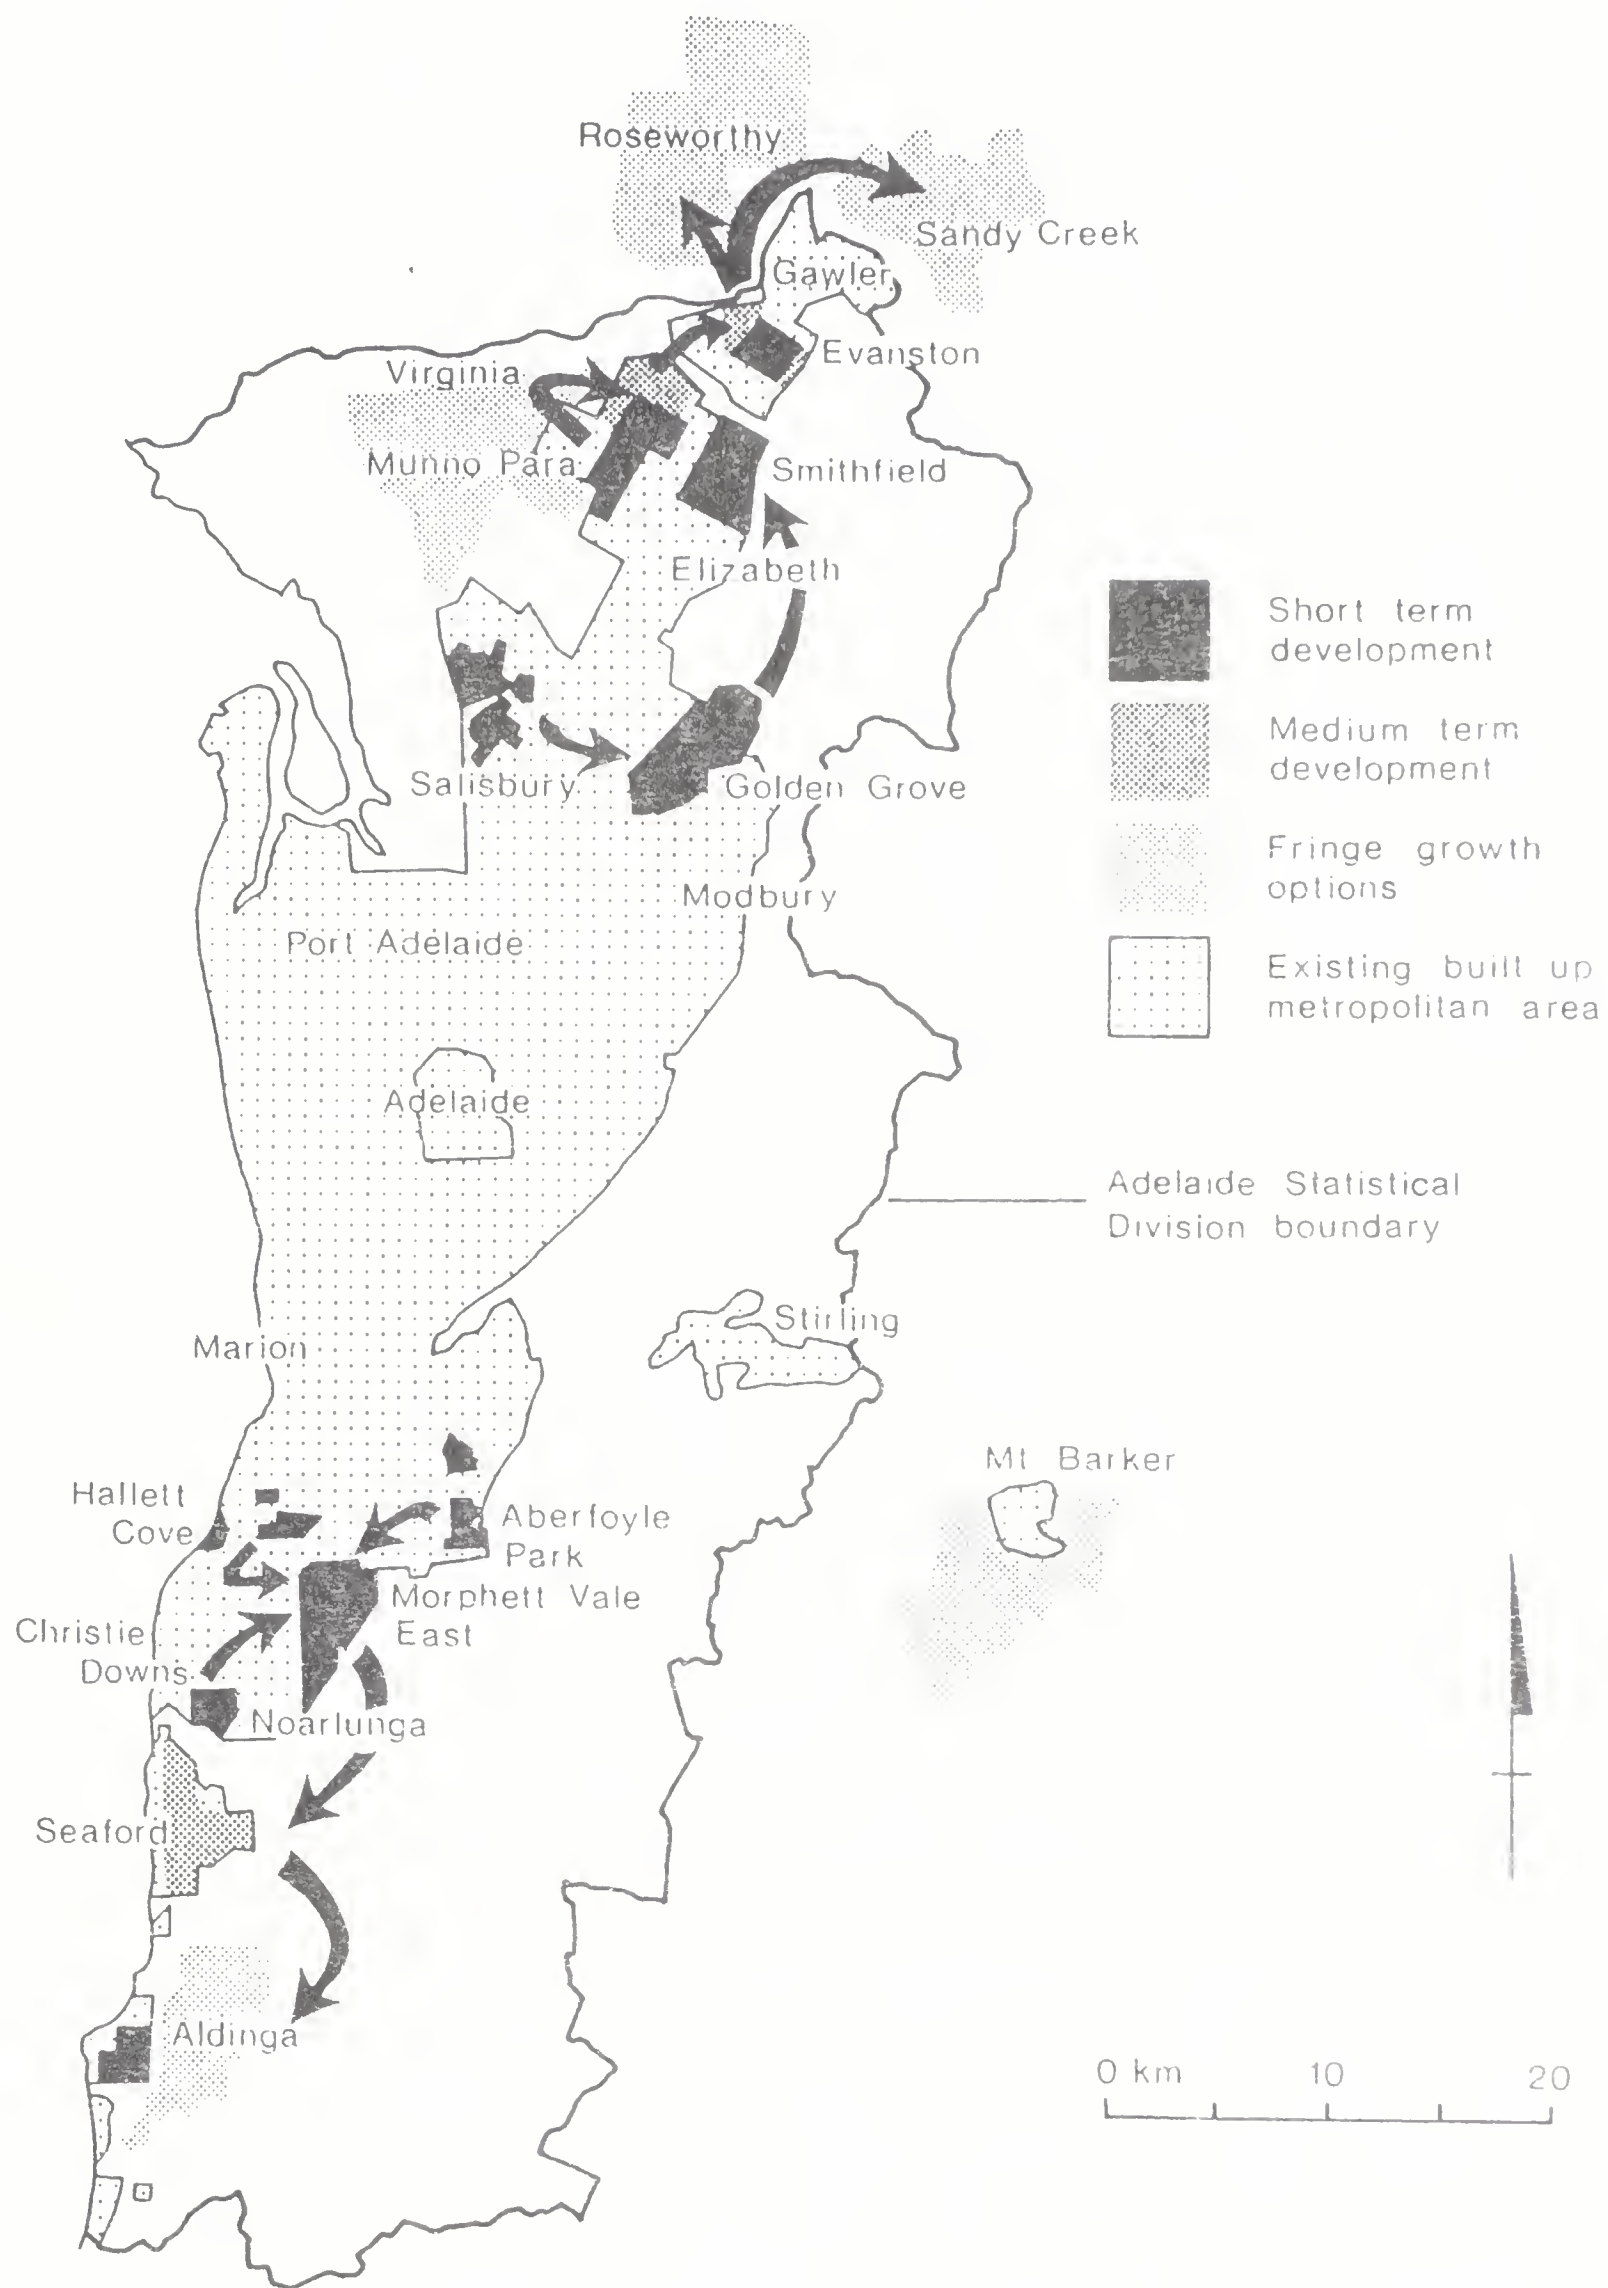 Roseworthy
Sandy Creek
Gawler
Evanston
Virginia
Munno Para
Smithfield
Elizabeth
Short term
development
Medium term
development
Salisbury
Golden Grove
Fringe growth
options
Modbury
Port Adelaide
Existing built up
metropolitan area
Adelaide
Adelaide Statistical
Division boundary
Stirling
Marion
Mt Barker
Hallett
Cove
Aberfoyle
Park
Morphett Vale
East
Christie
Downs
Noarlunga
Seaford
Aldinga
0 km 10 20